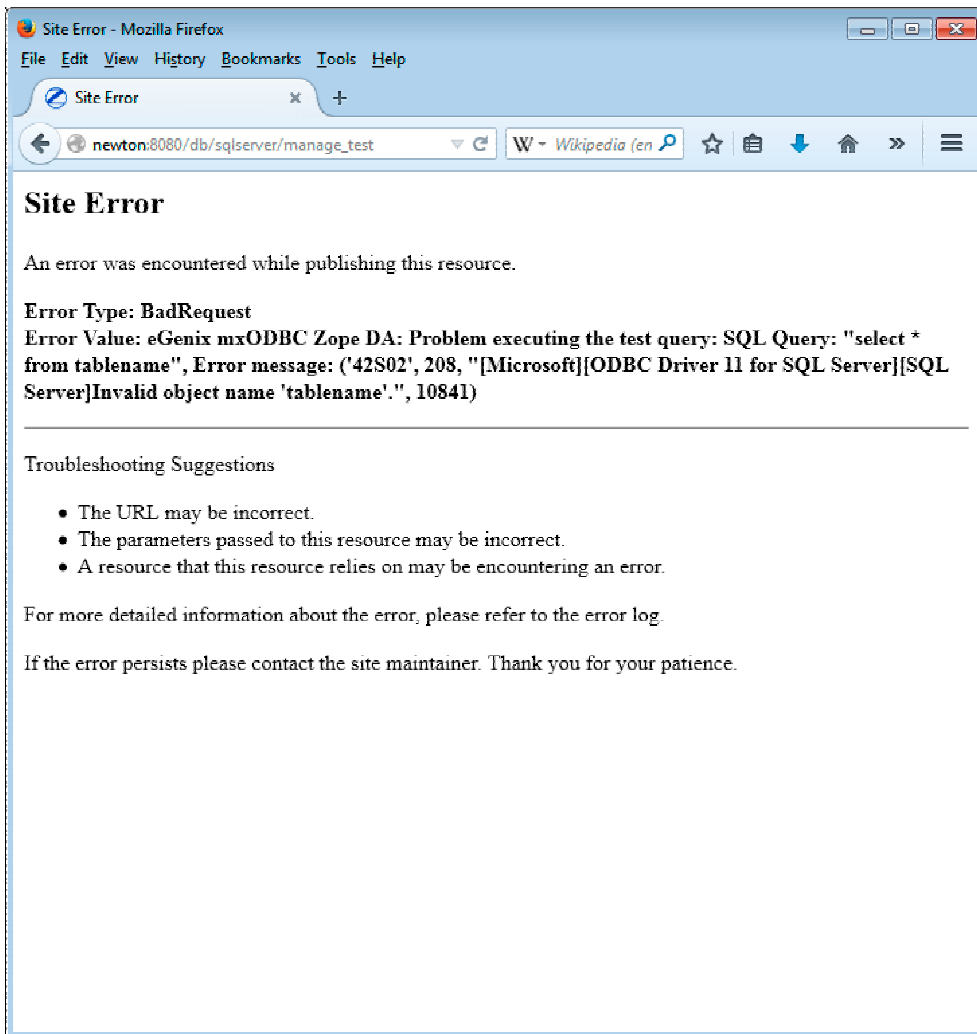 Site Error - Mozilla Firefox
File Edit View History Bookmarks Tools Help
Site Error
newton:8080/db/sqlserver/manage_test W Wikipedia (en
Site Error
An error was encountered while publishing this resource.
Error Type: BadRequest
Error Value: eGenix mxODBC Zope DA: Problem executing the test query: SQL Query: "select *
from tablename", Error message: ('42S02', 208, "[Microsoft][ODBC Driver 11 for SQL Server][SQL
Server]Invalid object name 'tablename'.", 10841)
Troubleshooting Suggestions
• The URL may be incorrect.
• The parameters passed to this resource may be incorrect.
• A resource that this resource relies on may be encountering an error.
For more detailed information about the error, please refer to the error log.
If the error persists please contact the site maintainer. Thank you for your patience.